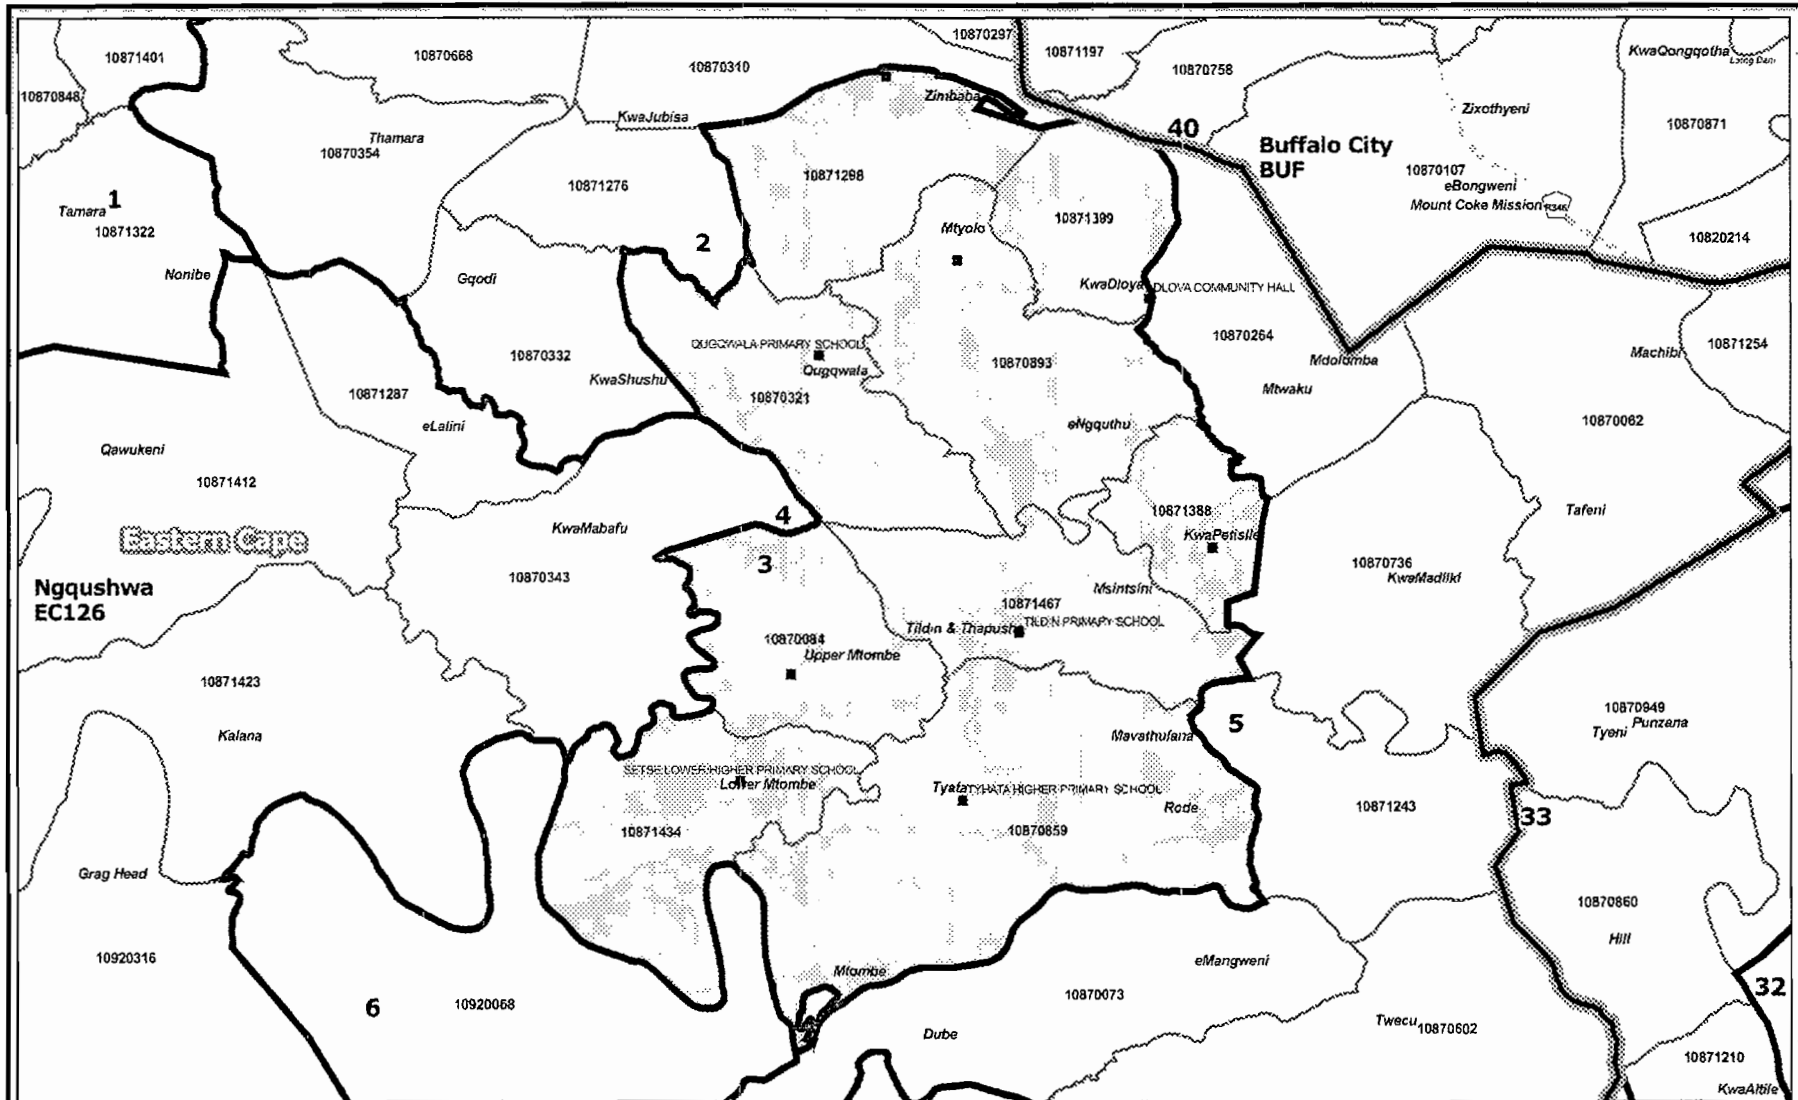 10871401
10870668
10870310
10870297
10871197
10870758
KwaQongqotha
Laing Dam
10870848
Thamara
10870354
KwaJubisa
Zimbaba
40
Buffalo City
BUF
Zixothyeni
10870871
10870107
eBongweni
Mount Coke Mission
R346
10820214
Tamara
1
10871322
10871276
10871298
10871399
2
Mtyolo
Nonibe
Gqodi
KwaDloya
DLOVA COMMUNITY HALL
10870264
Mdolomba
Mtwaku
Machibi
10871254
10870332
KwaShushu
QUGQWALA PRIMARY SCHOOL
Qugqwala
10870321
10870893
10871287
eLalini
eNgquthu
10870062
Qawukeni
10871412
Eastern Cape
KwaMabafu
4
3
10871388
KwaPetisile
Tafeni
Ngqushwa
EC126
10870343
10870736
KwaMadliki
Msintsini
10871467
Tildin & Thapushe
TILDIN PRIMARY SCHOOL
10870084
Upper Mtombe
10871423
Kalana
5
Mavathulana
10870949
Tyeni
Punzana
SETSE LOWER/HIGHER PRIMARY SCHOOL
Lower Mtombe
Tyata
TYHATA HIGHER PRIMARY SCHOOL
Rode
10871434
10870859
10871243
33
Grag Head
10870860
Hill
10920316
6
10920068
Mtombe
eMangweni
10870073
Dube
Twecu
10870602
32
10871210
KwaAltile